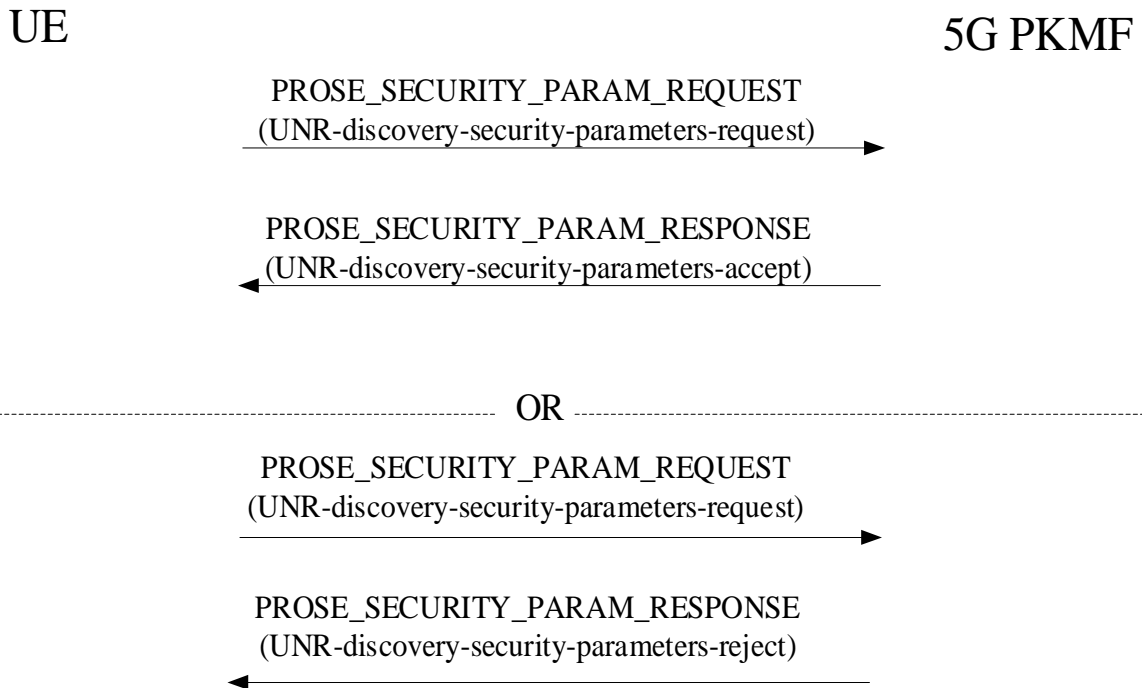 UE
5G PKMF
PROSE_SECURITY_PARAM_REQUEST
(UNR-discovery-security-parameters-request)
PROSE_SECURITY_PARAM_RESPONSE
(UNR-discovery-security-parameters-accept)
OR
PROSE_SECURITY_PARAM_REQUEST
(UNR-discovery-security-parameters-request)
PROSE_SECURITY_PARAM_RESPONSE
(UNR-discovery-security-parameters-reject)